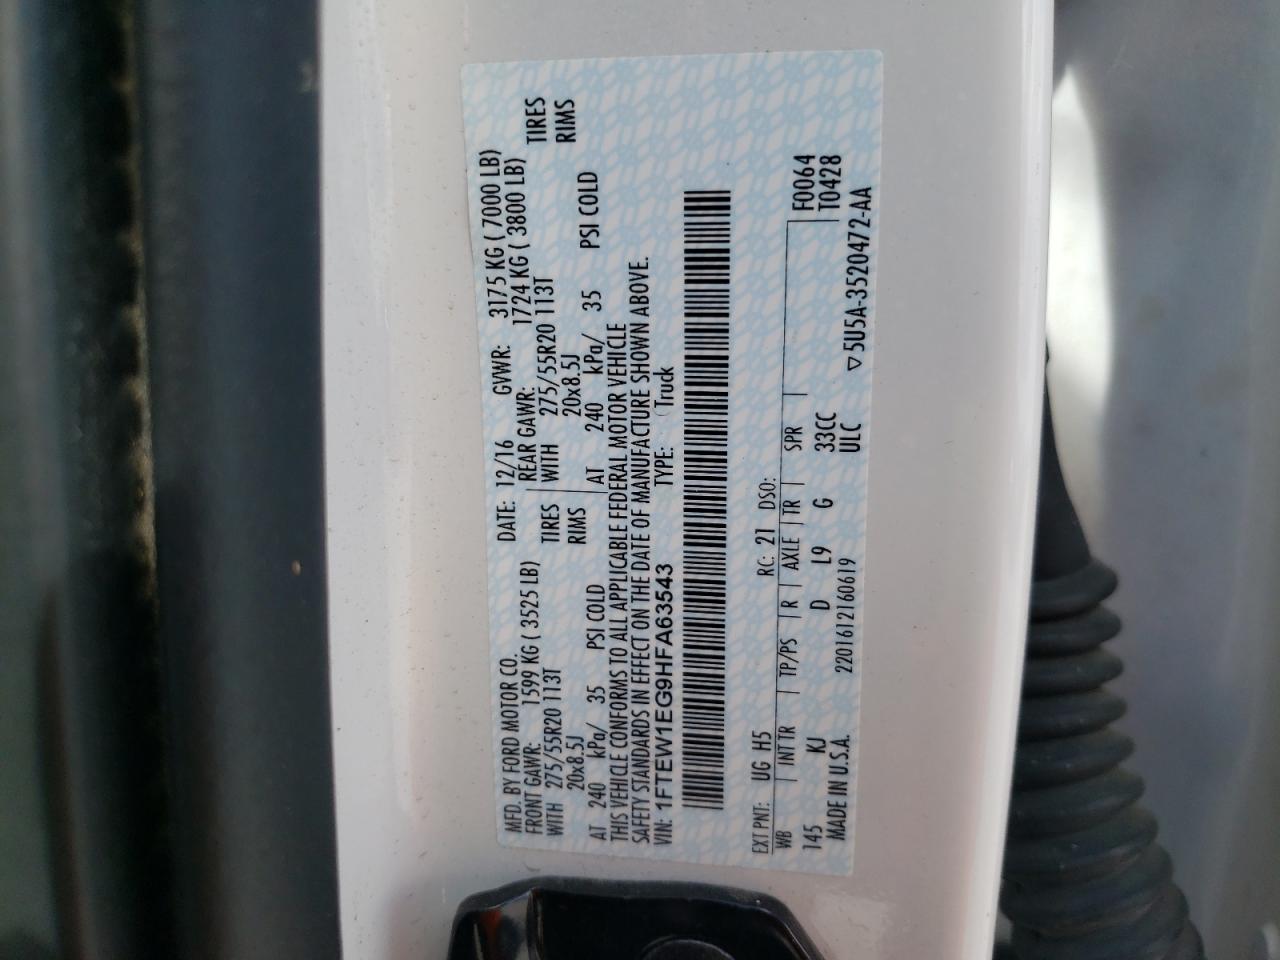 MFD. BY FORD MOTOR CO. DATE: 12/16 GVWR: 3175 KG ( 7000 LB)
FRONT GAWR: 1599 KG ( 3525 LB) REAR GAWR: 1724 KG ( 3800 LB)
WITH 275/55R20 113T TIRES WITH 275/55R20 113T TIRES
20x8.5J RIMS 20x8.5J RIMS
AT 240 kPa/ 35 PSI COLD AT 240 kPa/ 35 PSI COLD
THIS VEHICLE CONFORMS TO ALL APPLICABLE FEDERAL MOTOR VEHICLE
SAFETY STANDARDS IN EFFECT ON THE DATE OF MANUFACTURE SHOWN ABOVE.
VIN: 1FTEW1EG9HFA63543 TYPE: Truck
EXT PNT: UG H5 RC: 21 DSO:
WB INT TR TP/PS R AXLE TR SPR F0064
145 KJ D L9 G 33CC T0428
MADE IN U.S.A. 2201612160619 ULC ▽5U5A-3520472-AA